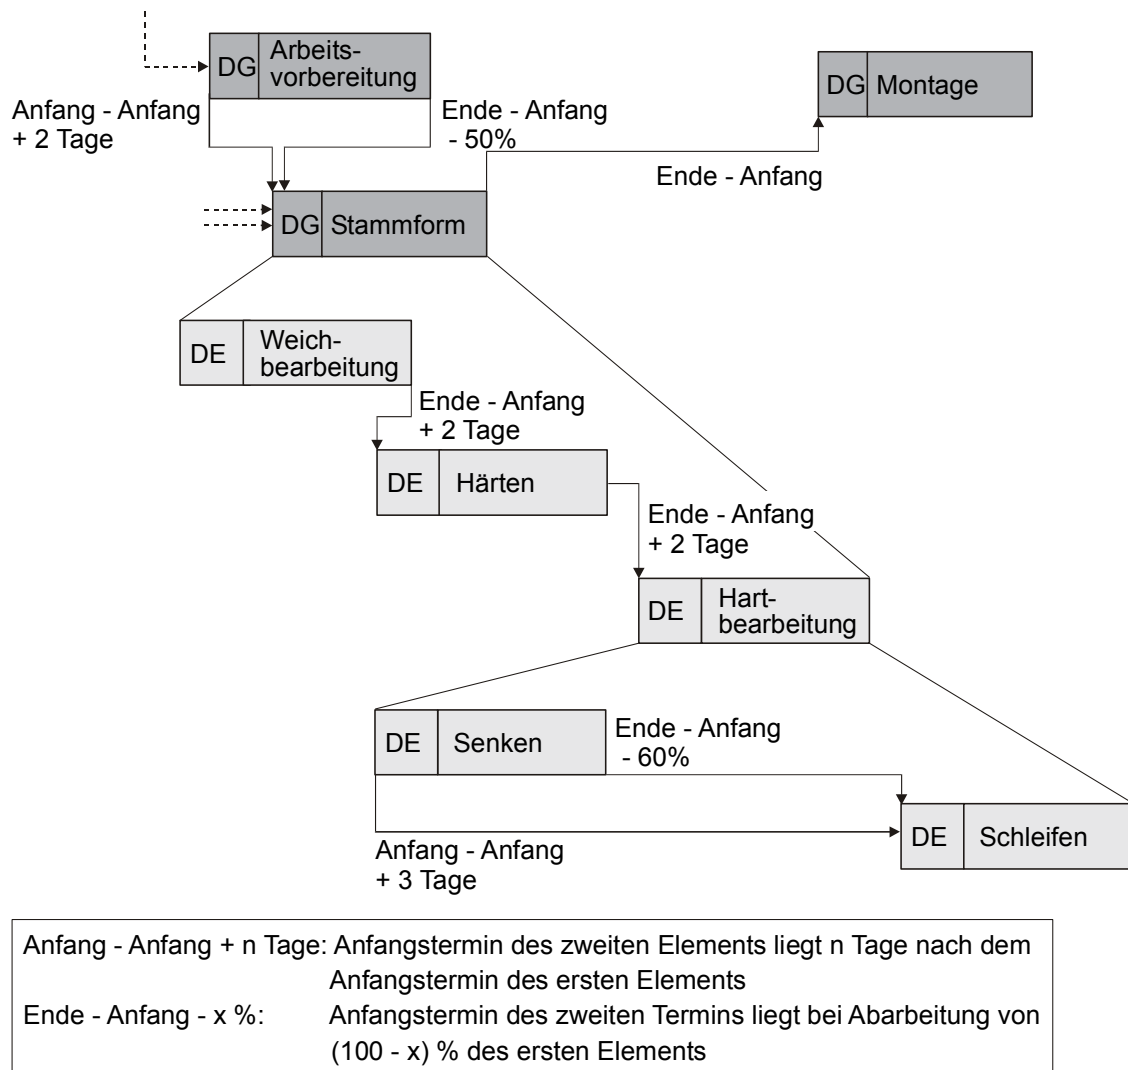 DG
Arbeits-
vorbereitung
DG Montage
Anfang - Anfang
+ 2 Tage
Ende - Anfang
- 50%
Ende - Anfang
DG Stammform
DE
Weich-
bearbeitung
Ende - Anfang
+ 2 Tage
DE Härten
Ende - Anfang
+ 2 Tage
DE
Hart-
bearbeitung
DE Senken
Ende - Anfang
- 60%
DE Schleifen
Anfang - Anfang
+ 3 Tage
Anfang - Anfang + n Tage: Anfangstermin des zweiten Elements liegt n Tage nach dem
Anfangstermin des ersten Elements
Ende - Anfang - x %: Anfangstermin des zweiten Termins liegt bei Abarbeitung von
(100 - x) % des ersten Elements